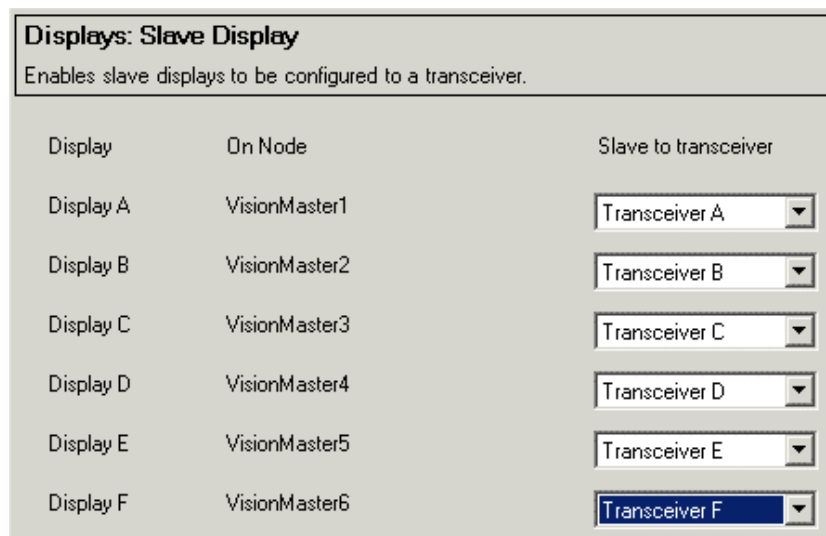 Displays: Slave Display
Enables slave displays to be configured to a transceiver.
Display On Node Slave to transceiver
Display A VisionMaster1 Transceiver A
Display B VisionMaster2 Transceiver B
Display C VisionMaster3 Transceiver C
Display D VisionMaster4 Transceiver D
Display E VisionMaster5 Transceiver E
Display F VisionMaster6 Transceiver F